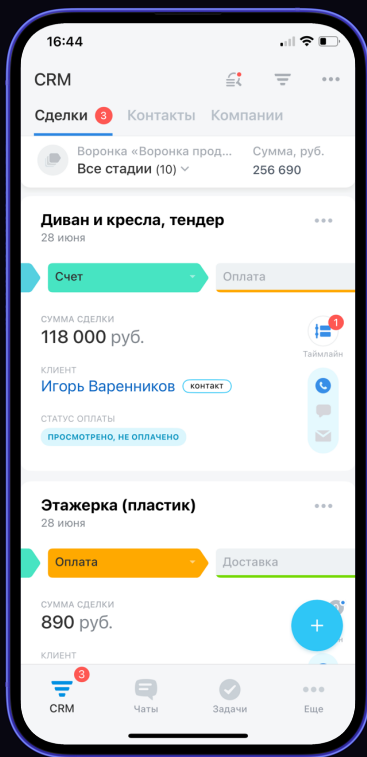 16:44
CRM
Сделки 3 Контакты Компании
Воронка «Воронка прод... Сумма, руб.
Все стадии (10) 256 690
Диван и кресла, тендер
28 июня
Счет Оплата
СУММА СДЕЛКИ
118 000 руб.
1
Таймлайн
КЛИЕНТ
Игорь Варенников контакт
СТАТУС ОПЛАТЫ
ПРОСМОТРЕНО, НЕ ОПЛАЧЕНО
Этажерка (пластик)
28 июня
Оплата Доставка
СУММА СДЕЛКИ
890 руб.
КЛИЕНТ
3
CRM Чаты Задачи Еще